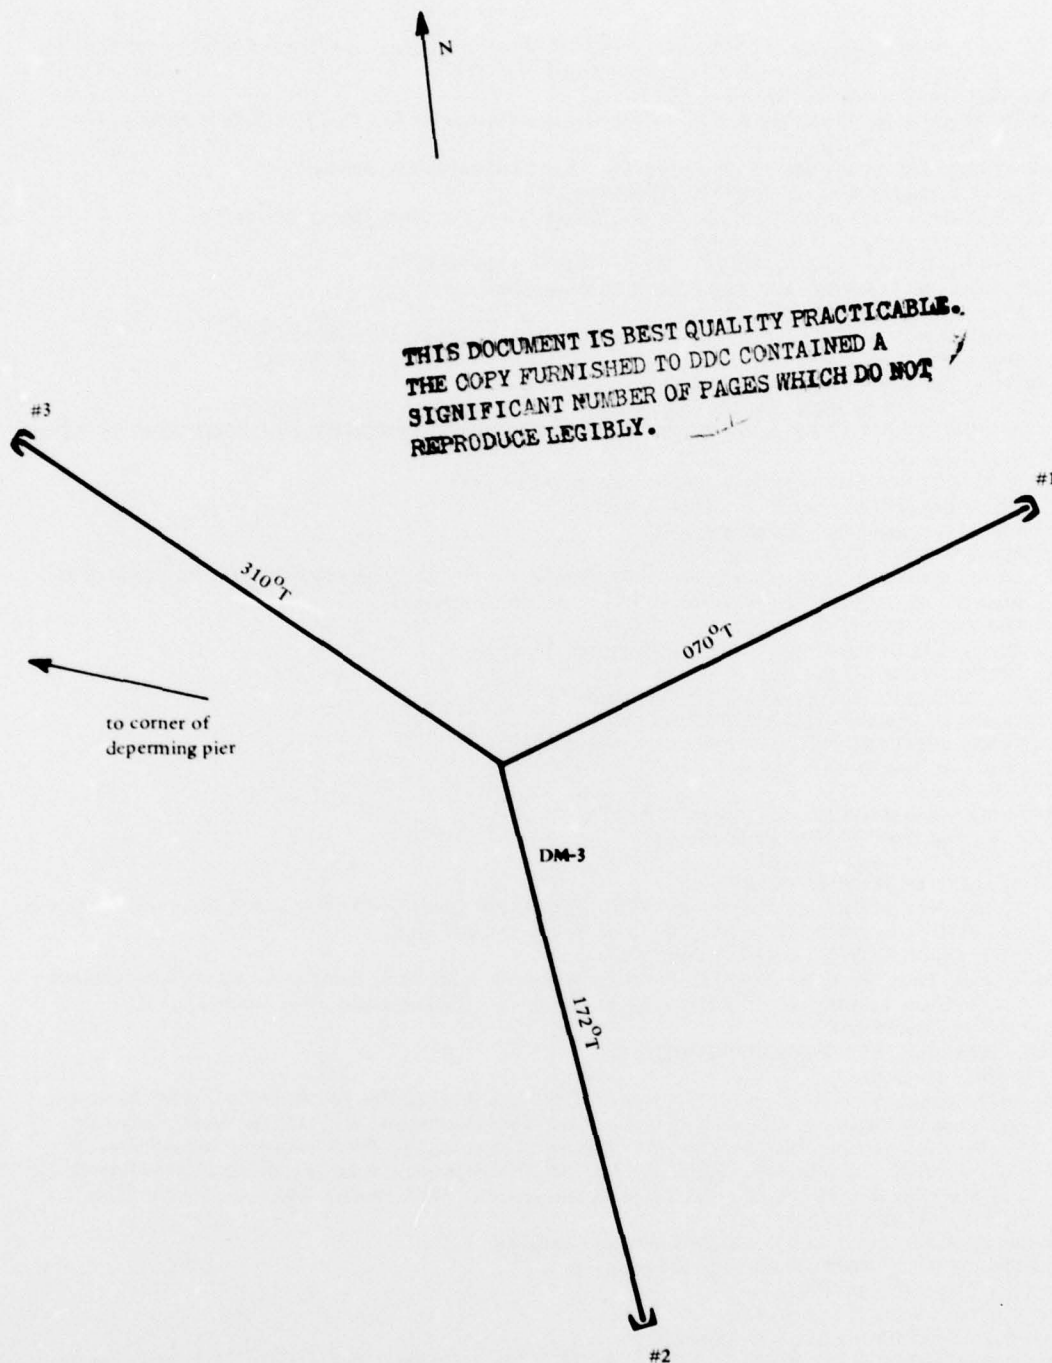 N
THIS DOCUMENT IS BEST QUALITY PRACTICABLE.
THE COPY FURNISHED TO DDC CONTAINED A
SIGNIFICANT NUMBER OF PAGES WHICH DO NOT
REPRODUCE LEGIBLY.
#3
#1
310°T
070°T
to corner of
deperming pier
DM-3
172°T
#2